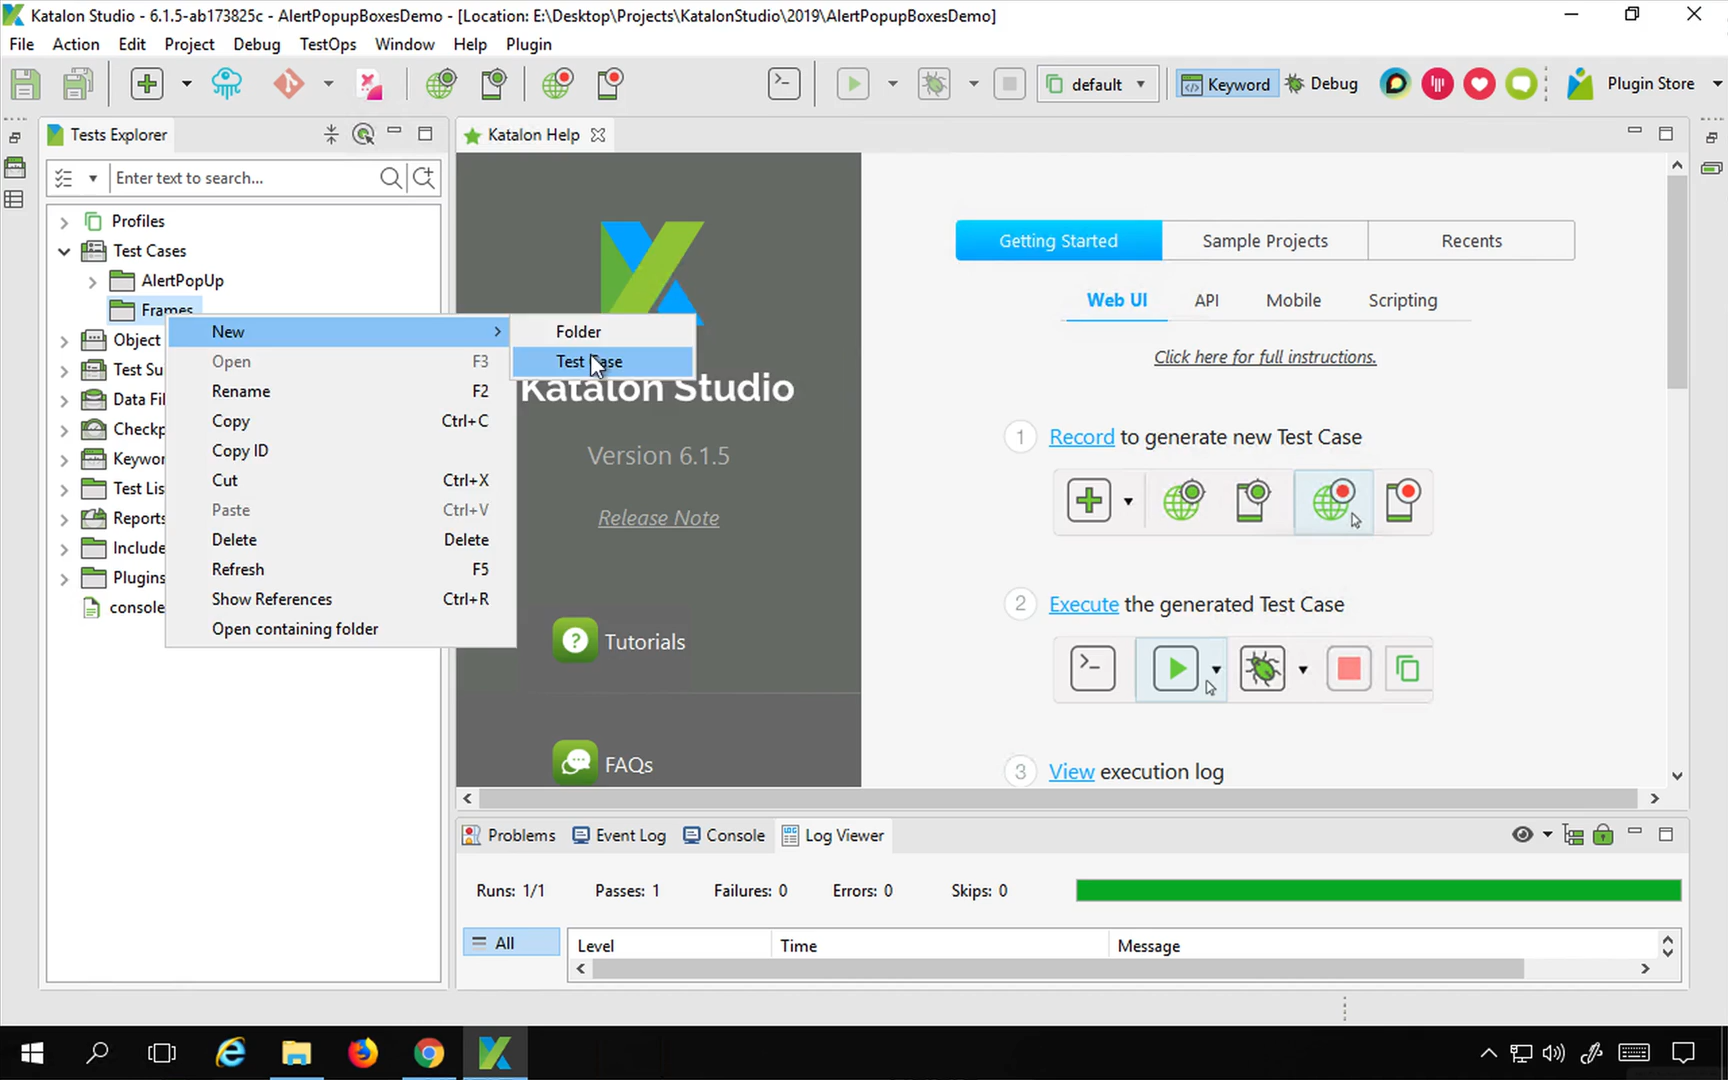 Katalon Studio - 6.1.5-ab173825c - AlertPopupBoxesDemo - [Location: E:\Desktop\Projects\KatalonStudio\2019\AlertPopupBoxesDemo]
File Action Edit Project Debug TestOps Window Help Plugin
default Keyword Debug Plugin Store
Tests Explorer
Enter text to search...
Profiles
Test Cases
AlertPopUp
Frames
Object
Test Su
Data Fil
Checkp
Keywor
Test Lis
Reports
Include
Plugins
console
New
Open F3
Rename F2
Copy Ctrl+C
Copy ID
Cut Ctrl+X
Paste Ctrl+V
Delete Delete
Refresh F5
Show References Ctrl+R
Open containing folder
Folder
Test Case
Katalon Help
Katalon Studio
Version 6.1.5
Release Note
Tutorials
FAQs
Getting Started Sample Projects Recents
Web UI API Mobile Scripting
Click here for full instructions.
1 Record to generate new Test Case
2 Execute the generated Test Case
3 View execution log
Problems Event Log Console Log Viewer
Runs: 1/1 Passes: 1 Failures: 0 Errors: 0 Skips: 0
All Level Time Message